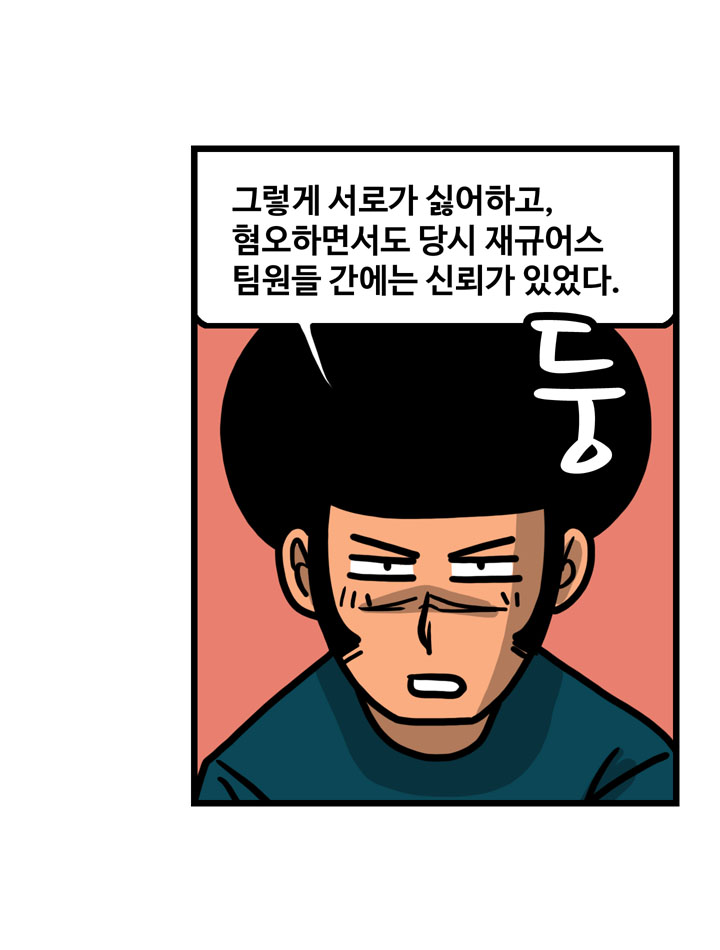 그렇게 서로가 싫어하고,
혐오하면서도 당시 재규어스
팀원들 간에는 신뢰가 있었다.
둥